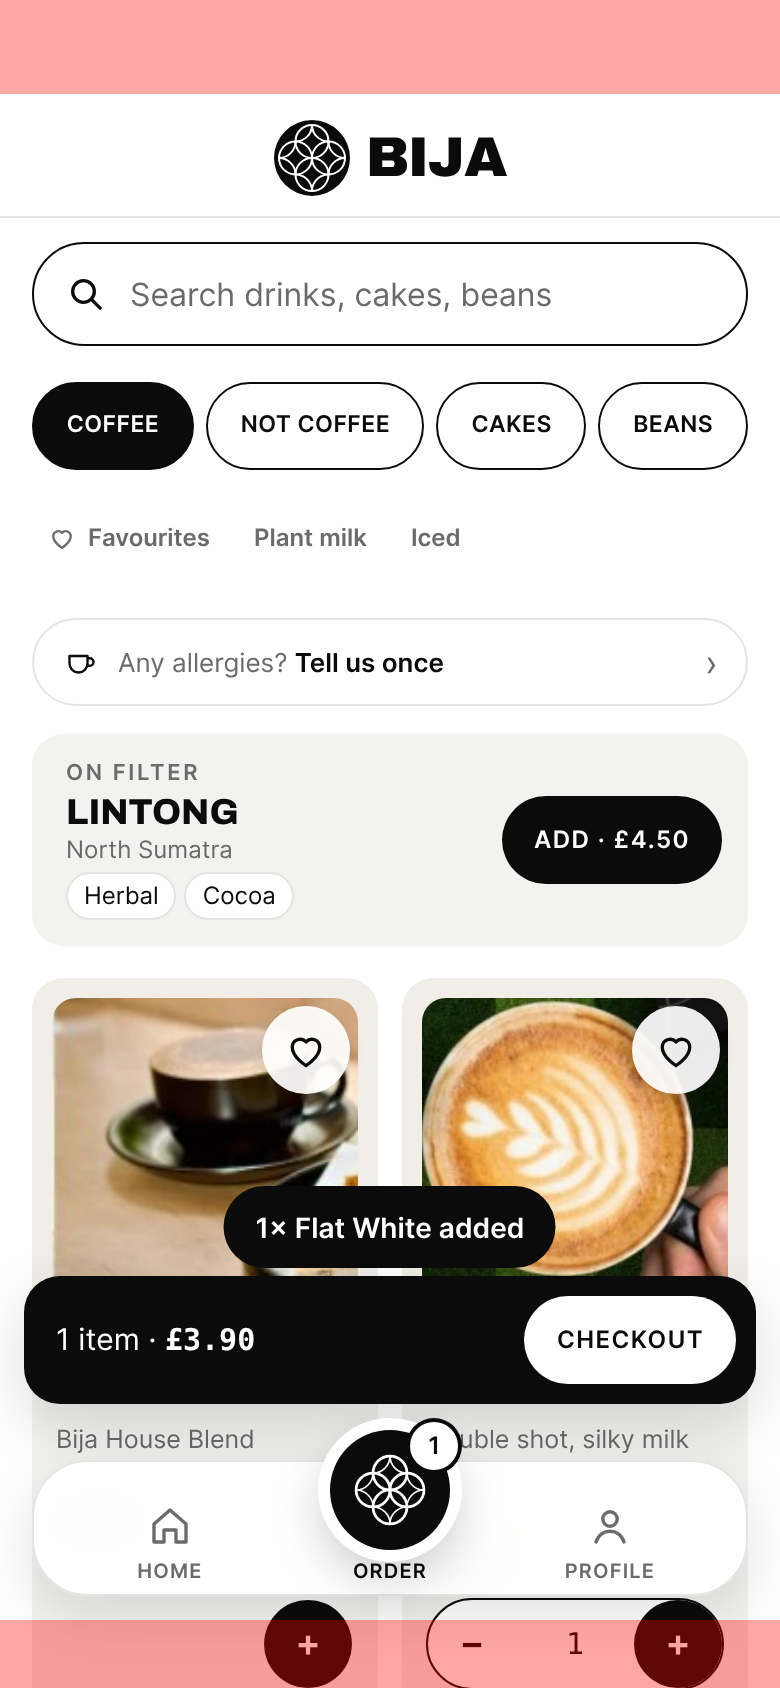 BIJA
Search drinks, cakes, beans
COFFEE
NOT COFFEE
CAKES
BEANS
Favourites
Plant milk
Iced
Any allergies? Tell us once
ON FILTER
LINTONG
North Sumatra
Herbal
Cocoa
ADD · £4.50
1× Flat White added
1 item · £3.90
CHECKOUT
Bija House Blend
shot, silky milk
1
HOME
ORDER
PROFILE
+
− 1 +